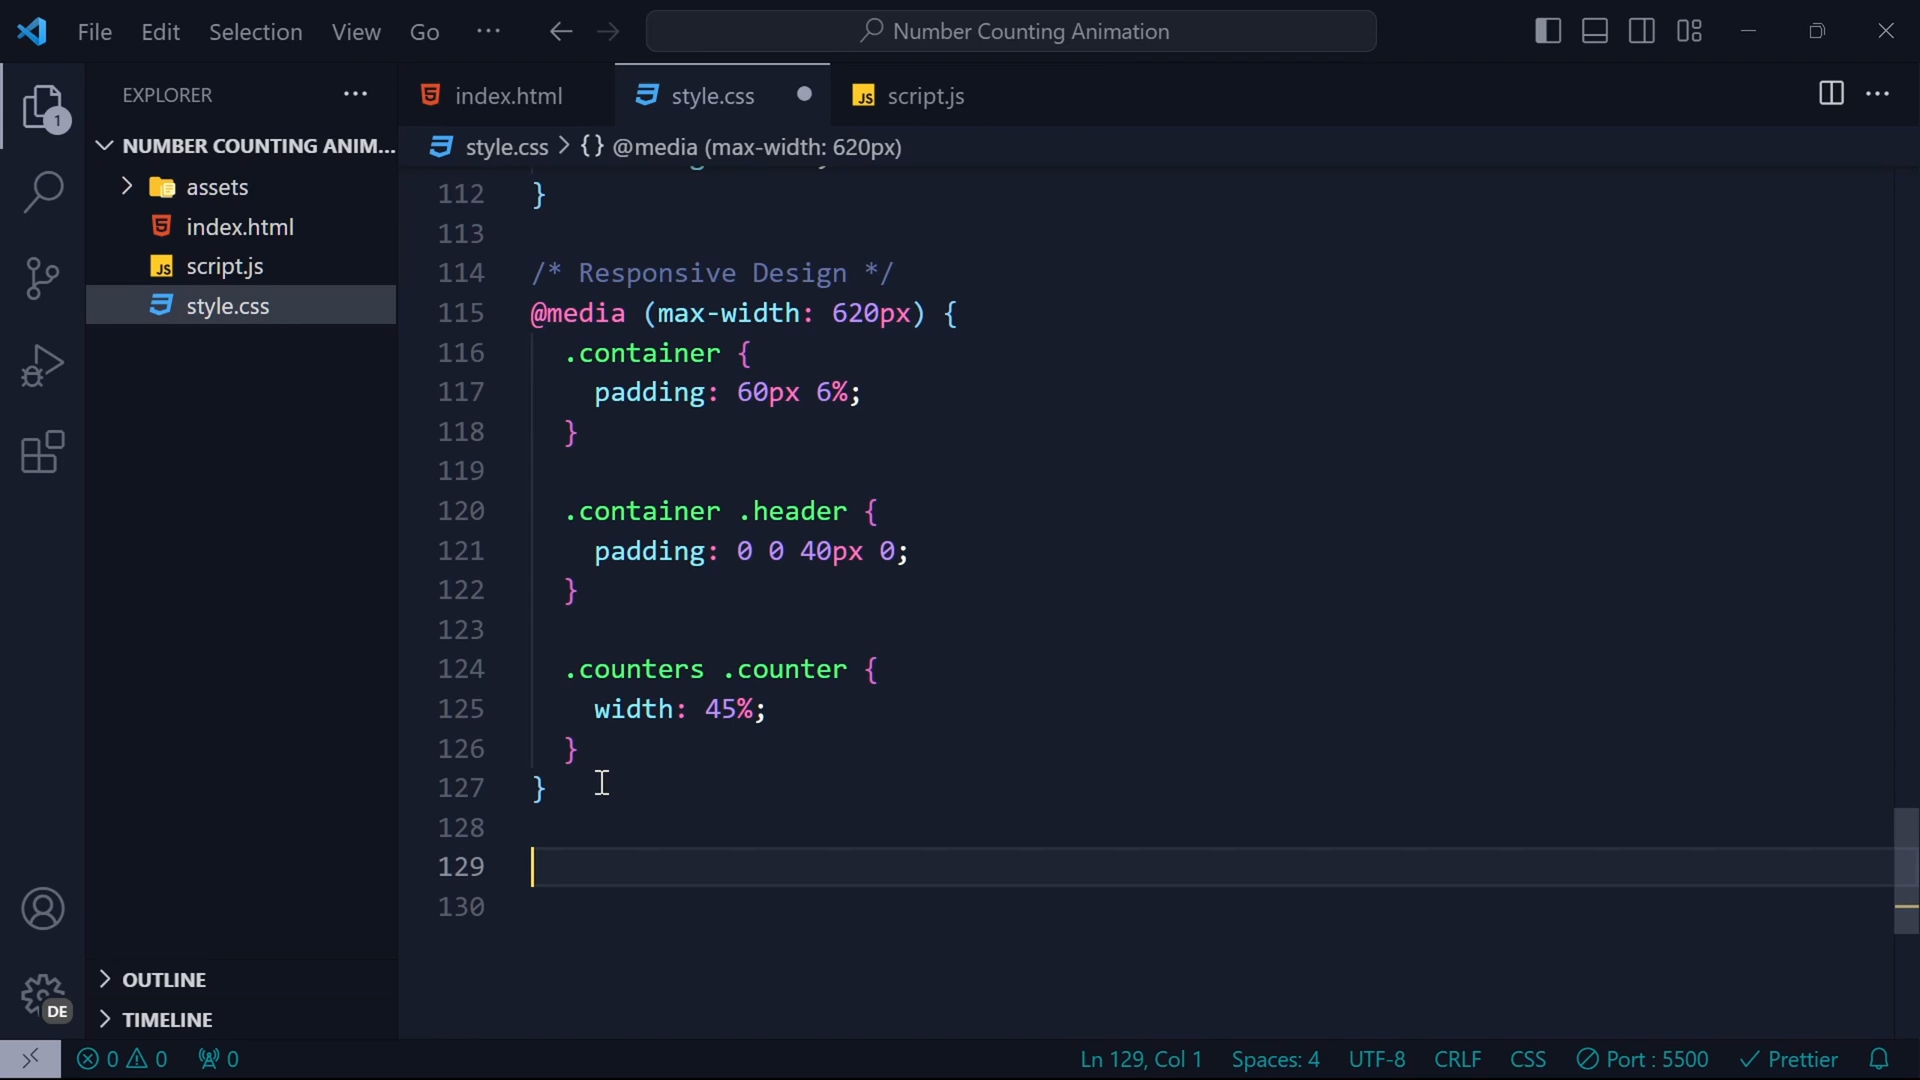 File Edit Selection View Go ··· Number Counting Animation
EXPLORER ···
1
NUMBER COUNTING ANIM...
assets
index.html
script.js
style.css
index.html style.css script.js
style.css > {} @media (max-width: 620px)
112 }
113
114 /* Responsive Design */
115 @media (max-width: 620px) {
116 .container {
117 padding: 60px 6%;
118 }
119
120 .container .header {
121 padding: 0 0 40px 0;
122 }
123
124 .counters .counter {
125 width: 45%;
126 }
127 }
128
129
130
OUTLINE
TIMELINE
DE
0 0 0 Ln 129, Col 1 Spaces: 4 UTF-8 CRLF CSS Port : 5500 Prettier